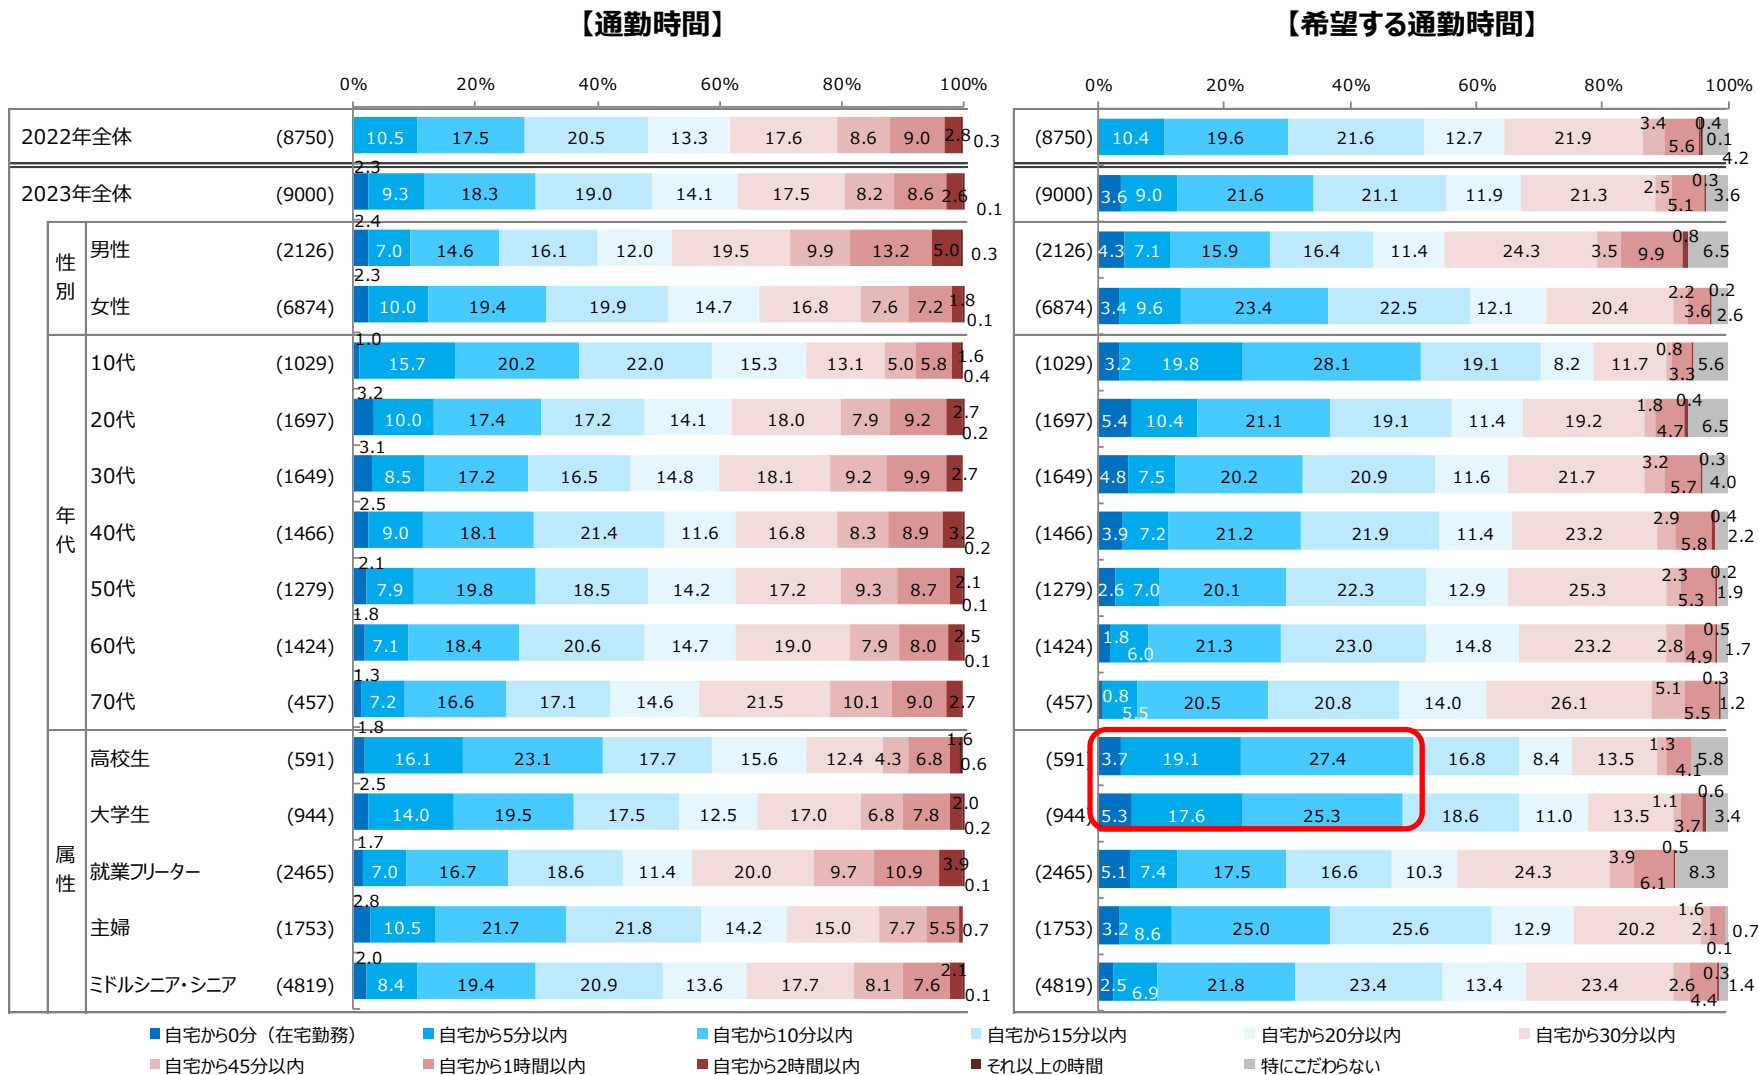 【通勤時間】 【希望する通勤時間】
0% 20% 40% 60% 80% 100% 0% 20% 40% 60% 80% 100%
2022年全体 (8750) 10.5 17.5 20.5 13.3 17.6 8.6 9.0 2.8 0.3 (8750) 10.4 19.6 21.6 12.7 21.9 3.4 5.6 0.4 0.1 4.2
2023年全体 (9000) 2.3 9.3 18.3 19.0 14.1 17.5 8.2 8.6 2.6 0.1 (9000) 3.6 9.0 21.6 21.1 11.9 21.3 2.5 5.1 0.3 3.6
性別
男性 (2126) 2.4 7.0 14.6 16.1 12.0 19.5 9.9 13.2 5.0 0.3 (2126) 4.3 7.1 15.9 16.4 11.4 24.3 3.5 9.9 0.8 6.5
女性 (6874) 2.3 10.0 19.4 19.9 14.7 16.8 7.6 7.2 1.8 0.1 (6874) 3.4 9.6 23.4 22.5 12.1 20.4 2.2 3.6 0.2 2.6
年代
10代 (1029) 1.0 15.7 20.2 22.0 15.3 13.1 5.0 5.8 1.6 0.4 (1029) 3.2 19.8 28.1 19.1 8.2 11.7 0.8 3.3 5.6
20代 (1697) 3.2 10.0 17.4 17.2 14.1 18.0 7.9 9.2 2.7 0.2 (1697) 5.4 10.4 21.1 19.1 11.4 19.2 1.8 4.7 0.4 6.5
30代 (1649) 3.1 8.5 17.2 16.5 14.8 18.1 9.2 9.9 2.7 (1649) 4.8 7.5 20.2 20.9 11.6 21.7 3.2 5.7 0.3 4.0
40代 (1466) 2.5 9.0 18.1 21.4 11.6 16.8 8.3 8.9 3.2 0.2 (1466) 3.9 7.2 21.2 21.9 11.4 23.2 2.9 5.8 0.4 2.2
50代 (1279) 2.1 7.9 19.8 18.5 14.2 17.2 9.3 8.7 2.1 0.1 (1279) 2.6 7.0 20.1 22.3 12.9 25.3 2.3 5.3 0.2 1.9
60代 (1424) 1.8 7.1 18.4 20.6 14.7 19.0 7.9 8.0 2.5 0.1 (1424) 1.8 6.0 21.3 23.0 14.8 23.2 2.8 4.9 0.5 1.7
70代 (457) 1.3 7.2 16.6 17.1 14.6 21.5 10.1 9.0 2.7 (457) 0.8 5.5 20.5 20.8 14.0 26.1 5.1 5.5 0.3 1.2
属性
高校生 (591) 1.8 16.1 23.1 17.7 15.6 12.4 4.3 6.8 1.6 0.6 (591) 3.7 19.1 27.4 16.8 8.4 13.5 1.3 4.1 5.8
大学生 (944) 2.5 14.0 19.5 17.5 12.5 17.0 6.8 7.8 2.0 0.2 (944) 5.3 17.6 25.3 18.6 11.0 13.5 1.1 3.7 0.6 3.4
就業フリーター (2465) 1.7 7.0 16.7 18.6 11.4 20.0 9.7 10.9 3.9 0.1 (2465) 5.1 7.4 17.5 16.6 10.3 24.3 3.9 6.1 0.5 8.3
主婦 (1753) 2.8 10.5 21.7 21.8 14.2 15.0 7.7 5.5 0.7 (1753) 3.2 8.6 25.0 25.6 12.9 20.2 1.6 2.1 0.1 0.7
ミドルシニア・シニア (4819) 2.0 8.4 19.4 20.9 13.6 17.7 8.1 7.6 2.1 0.1 (4819) 2.5 6.9 21.8 23.4 13.4 23.4 2.6 4.4 0.3 1.4
自宅から0分（在宅勤務） 自宅から5分以内 自宅から10分以内 自宅から15分以内 自宅から20分以内 自宅から30分以内
自宅から45分以内 自宅から1時間以内 自宅から2時間以内 それ以上の時間 特にこだわらない